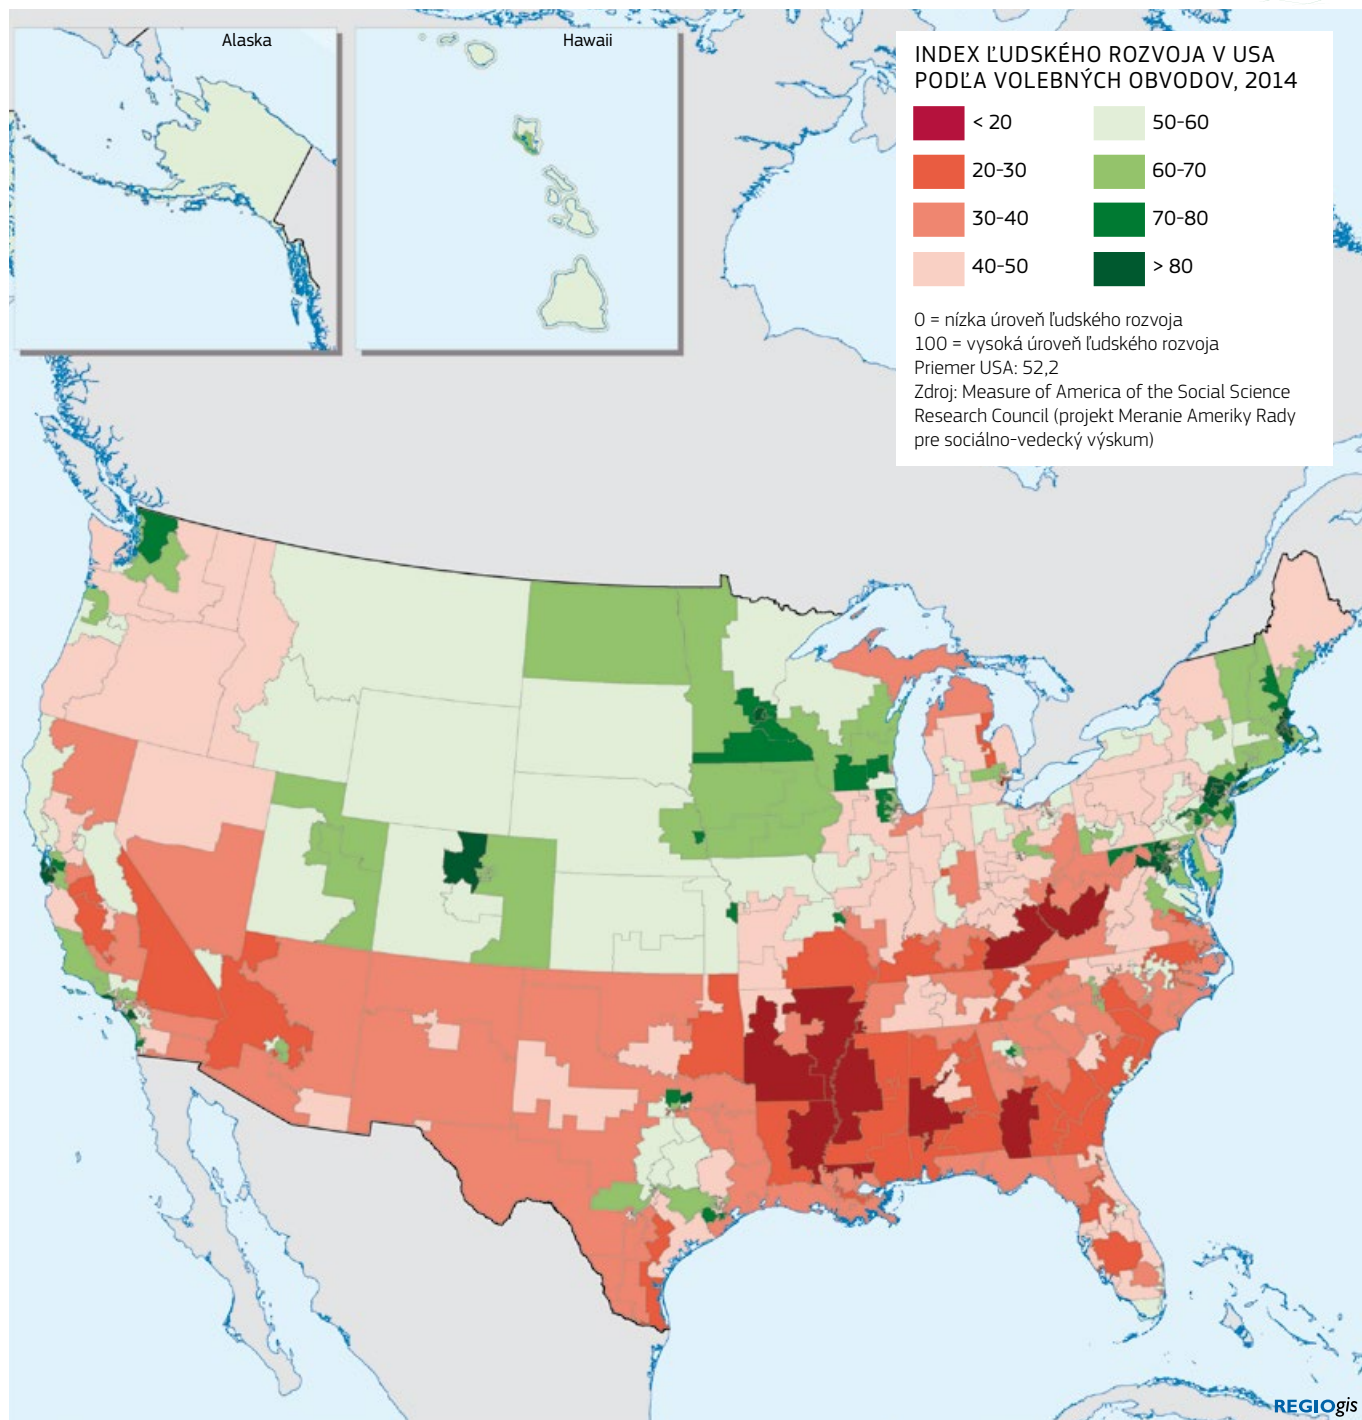 Alaska
Hawaii
INDEX ĽUDSKÉHO ROZVOJA V USA
PODĽA VOLEBNÝCH OBVODOV, 2014
< 20
20-30
30-40
40-50
50-60
60-70
70-80
> 80
0 = nízka úroveň ľudského rozvoja
100 = vysoká úroveň ľudského rozvoja
Priemer USA: 52,2
Zdroj: Measure of America of the Social Science
Research Council (projekt Meranie Ameriky Rady
pre sociálno-vedecký výskum)
REGIOgis